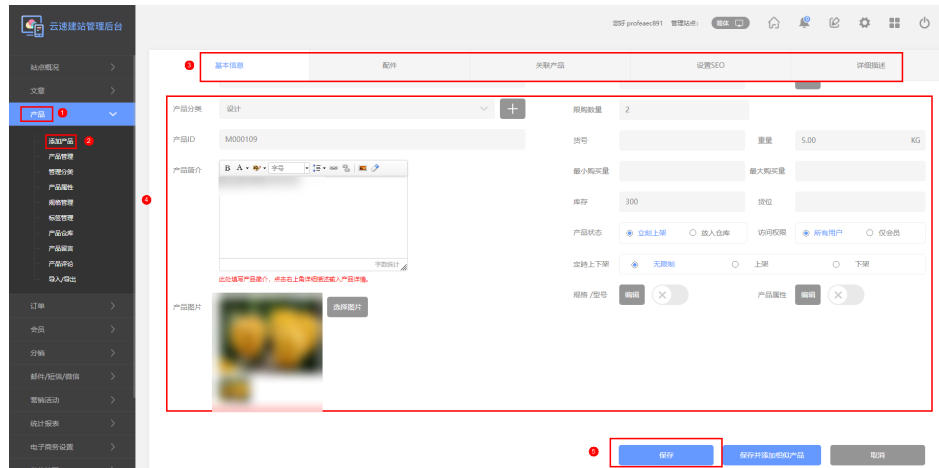 云速建站管理后台
您好 profeaec891 管理站点: 简体
站点概况
文章
产品 1
添加产品 2
产品管理
管理分类
产品属性
规格管理
标签管理
产品仓库
产品留言
产品评论
导入/导出
订单
会员
分销
邮件/短信/微信
营销活动
统计报表
电子商务设置
3 基本信息 配件 关联产品 设置SEO 详细描述
4
产品分类 设计 +
限购数量 2
产品ID M000109
货号 重量 5.00 KG
产品简介 B A 字号
最小购买量 最大购买量
库存 300 货位
产品状态 立刻上架 放入仓库 访问权限 所有用户 仅会员
字数统计
定时上下架 无限制 上架 下架
此处填写产品简介，点击右上角详细描述输入产品详情。
规格 /型号 编辑 产品属性 编辑
产品图片 选择图片
5 保存 保存并添加相似产品 取消